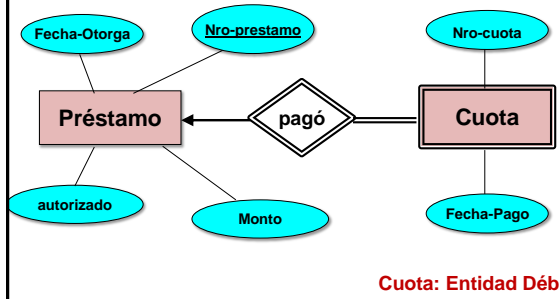 Fecha-Otorga
Nro-prestamo
Nro-cuota
Préstamo
pagó
Cuota
autorizado
Monto
Fecha-Pago
Cuota: Entidad Déb